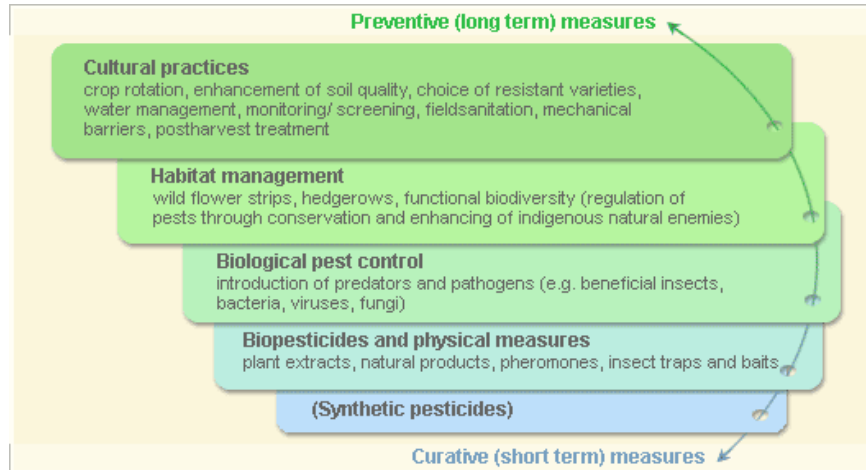 Preventive (long term) measures
Cultural practices
crop rotation, enhancement of soil quality, choice of resistant varieties,
water management, monitoring/ screening, fieldsanitation, mechanical
barriers, postharvest treatment
Habitat management
wild flower strips, hedgerows, functional biodiversity (regulation of
pests through conservation and enhancing of indigenous natural enemies)
Biological pest control
introduction of predators and pathogens (e.g. beneficial insects,
bacteria, viruses, fungi)
Biopesticides and physical measures
plant extracts, natural products, pheromones, insect traps and baits
(Synthetic pesticides)
Curative (short term) measures